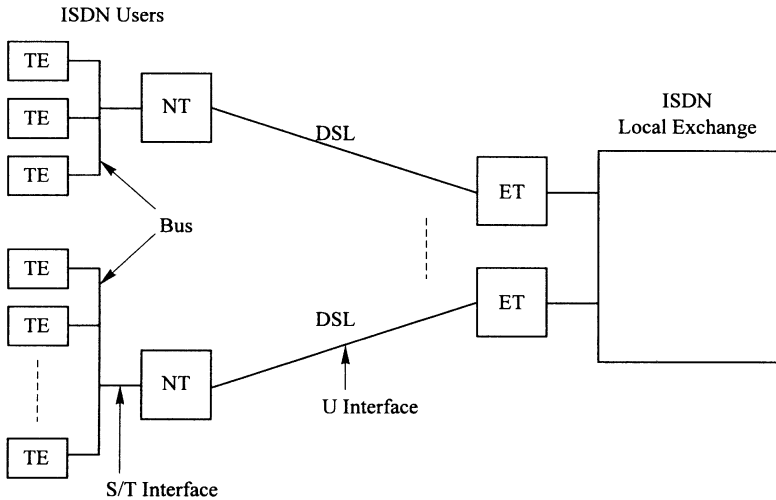 ISDN Users
TE
TE
TE
NT
DSL
ISDN
Local Exchange
ET
Bus
TE
TE
TE
NT
DSL
ET
U Interface
S/T Interface